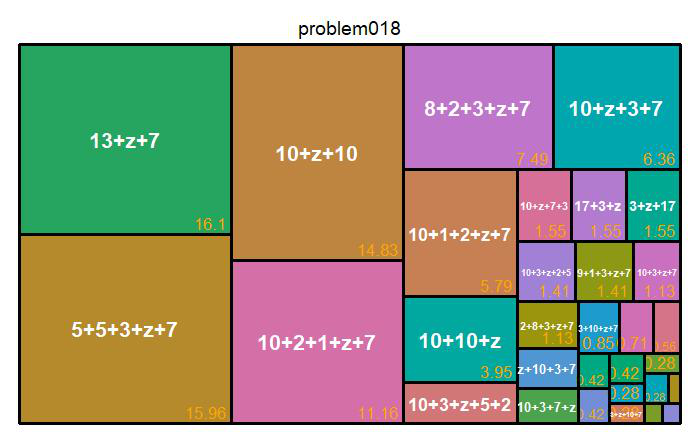 problem018
13+z+7
16.1
5+5+3+z+7
15.96
10+z+10
14.83
10+2+1+z+7
11.16
8+2+3+z+7
7.49
10+z+3+7
6.36
10+1+2+z+7
5.79
10+10+z
3.95
10+3+z+5+2
10+z+7+3
1.55
17+3+z
1.55
3+z+17
1.55
10+3+z+2+5
1.41
9+1+3+z+7
1.41
10+3+z+7
1.13
2+8+3+z+7
1.13
3+10+z+7
0.85
0.71
0.56
z+10+3+7
10+3+7+z
0.42
0.42
0.42
0.28
0.28
0.28
0.28
3+z+10+7